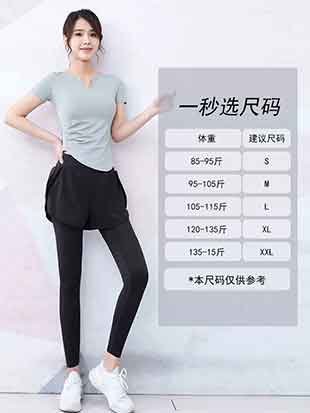 一秒选尺码
体重 建议尺码
85-95斤 S
95-105斤 M
105-115斤 L
120-135斤 XL
135-15斤 XXL
*本尺码仅供参考